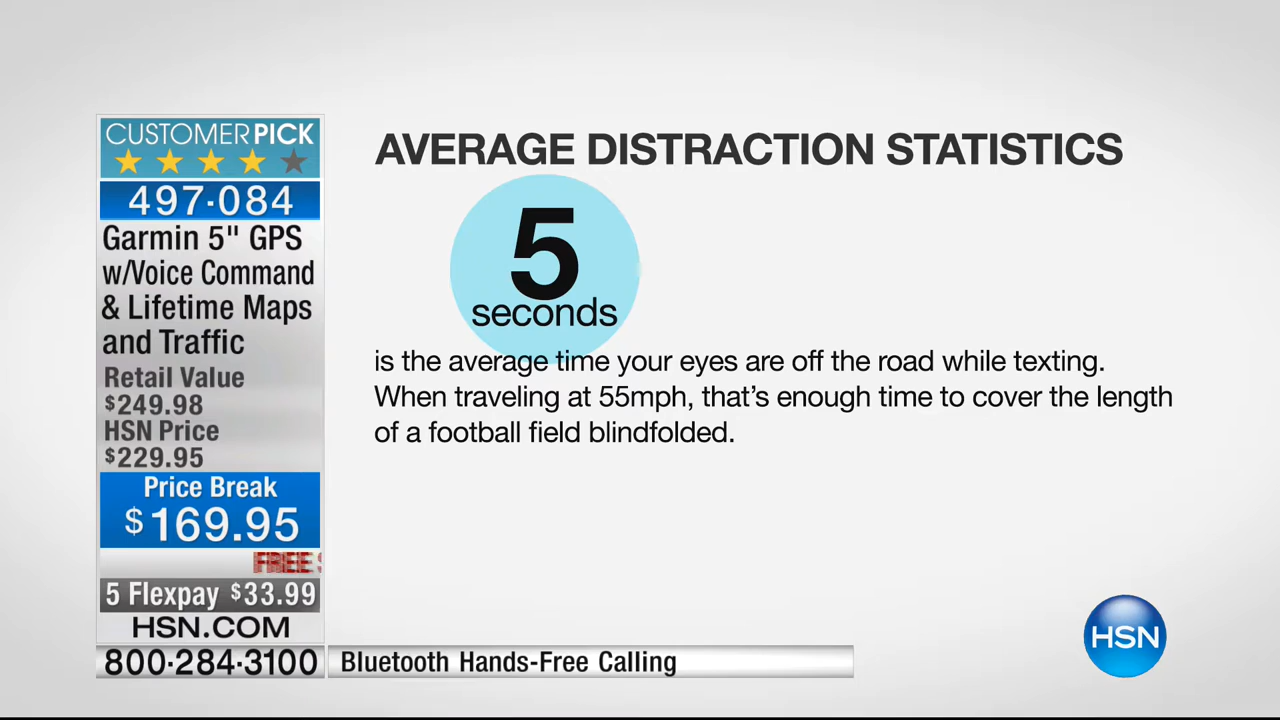 CUSTOMERPICK
497·084
Garmin 5" GPS
w/Voice Command
& Lifetime Maps
and Traffic
Retail Value
$249.98
HSN Price
$229.95
Price Break
$169.95
FREE
5 Flexpay $33.99
HSN.COM
800·284·3100
AVERAGE DISTRACTION STATISTICS
5
seconds
is the average time your eyes are off the road while texting.
When traveling at 55mph, that's enough time to cover the length
of a football field blindfolded.
Bluetooth Hands-Free Calling
HSN